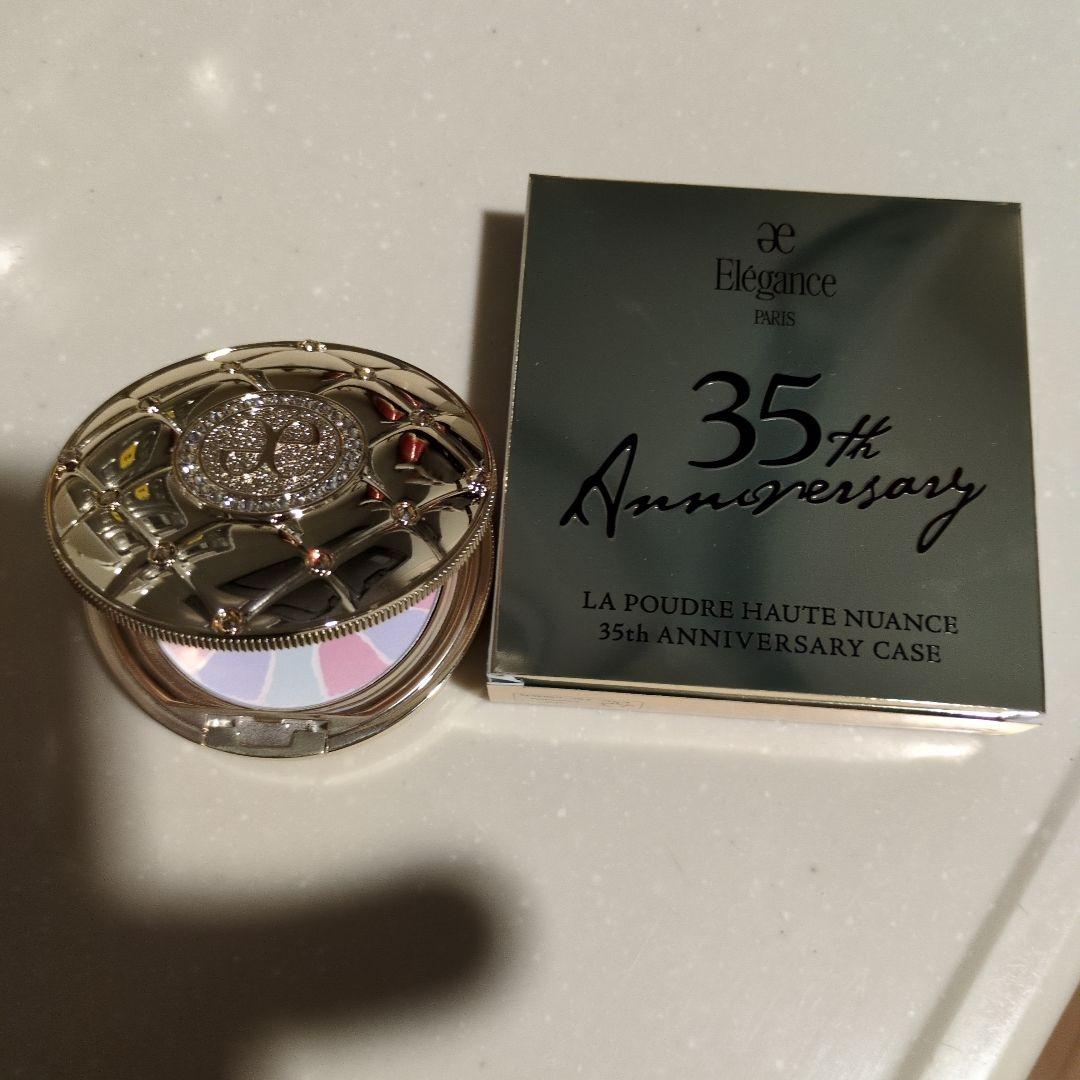 æ
Elégance
PARIS
35th
Anniversary
LA POUDRE HAUTE NUANCE
35th ANNIVERSARY CASE